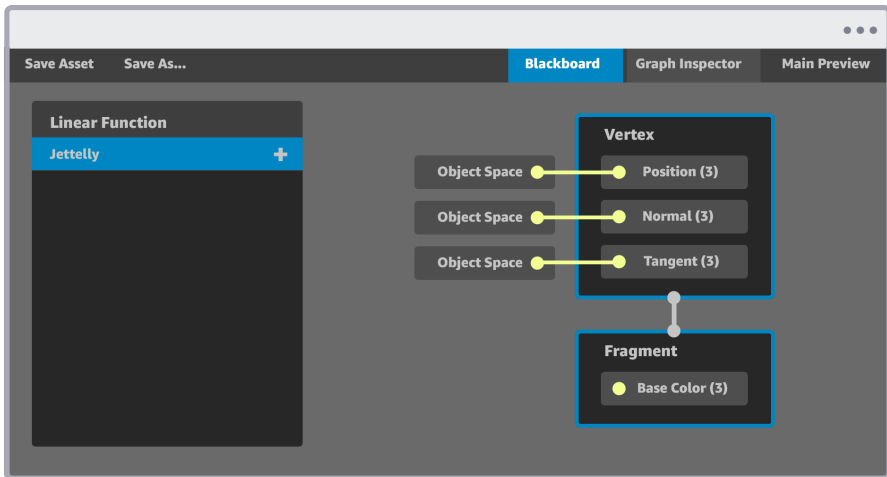 Save Asset Save As... Blackboard Graph Inspector Main Preview
Linear Function
Jettelly +
Vertex
Object Space Position (3)
Object Space Normal (3)
Object Space Tangent (3)
Fragment
Base Color (3)